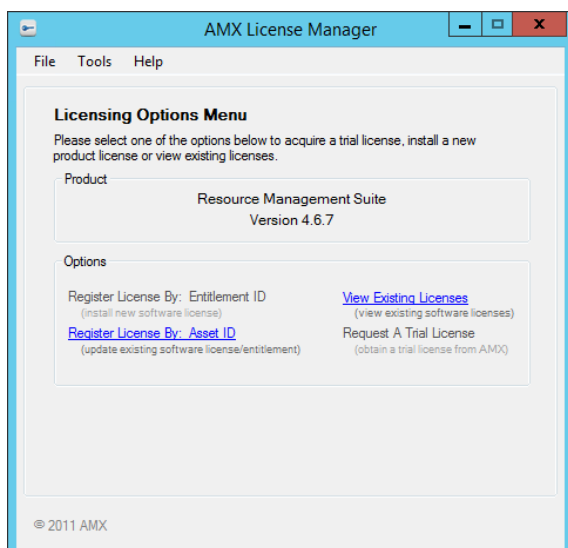 AMX License Manager
File Tools Help
Licensing Options Menu
Please select one of the options below to acquire a trial license, install a new
product license or view existing licenses.
Product
Resource Management Suite
Version 4.6.7
Options
Register License By: Entitlement ID
(install new software license)
Register License By: Asset ID
(update existing software license/entitlement)
View Existing Licenses
(view existing software licenses)
Request A Trial License
(obtain a trial license from AMX)
© 2011 AMX